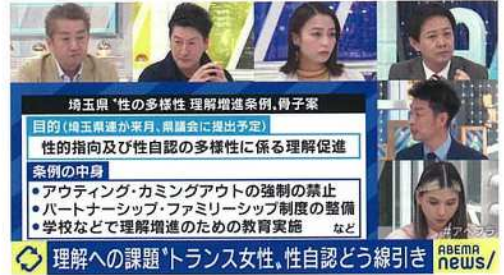 埼玉県“性の多様性 理解増進条例„骨子案
目的(埼玉県連が来月、県議会に提出予定)
性的指向及び性自認の多様性に係る理解促進
条例の中身
●アウティング・カミングアウトの強制の禁止
●パートナーシップ・ファミリーシップ制度の整備
●学校などで理解増進のための教育実施 など
#アベプラ
理解への課題“トランス女性„性自認どう線引き
ABEMA
news/